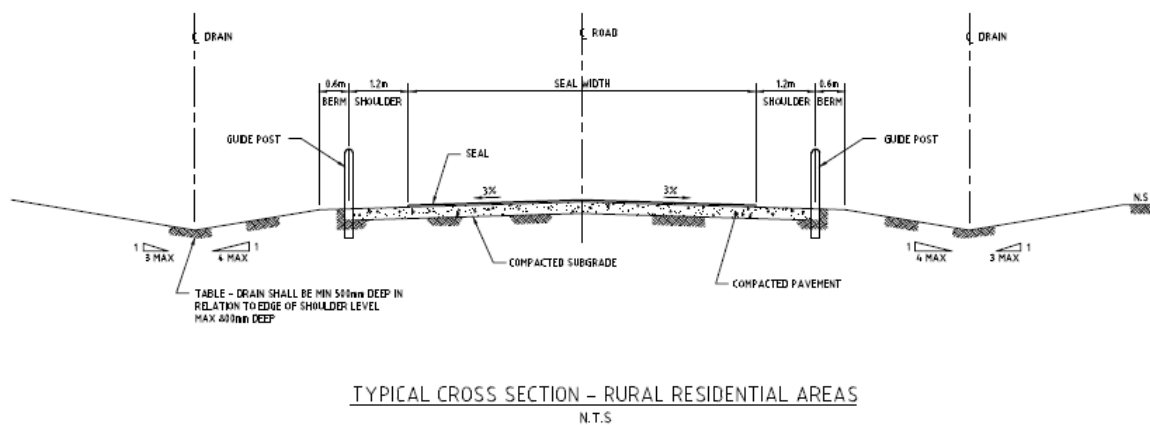 ℄ DRAIN
℄ ROAD
℄ DRAIN
0.6m 1.2m SEAL WIDTH 1.2m 0.6m
BERM SHOULDER SHOULDER BERM
GUIDE POST
GUIDE POST
SEAL
3% 3%
N.S
1 1 1 1
3 MAX 4 MAX 4 MAX 3 MAX
COMPACTED SUBGRADE
COMPACTED PAVEMENT
TABLE - DRAIN SHALL BE MIN 500mm DEEP IN
RELATION TO EDGE OF SHOULDER LEVEL
MAX 800mm DEEP
TYPICAL CROSS SECTION - RURAL RESIDENTIAL AREAS
N.T.S